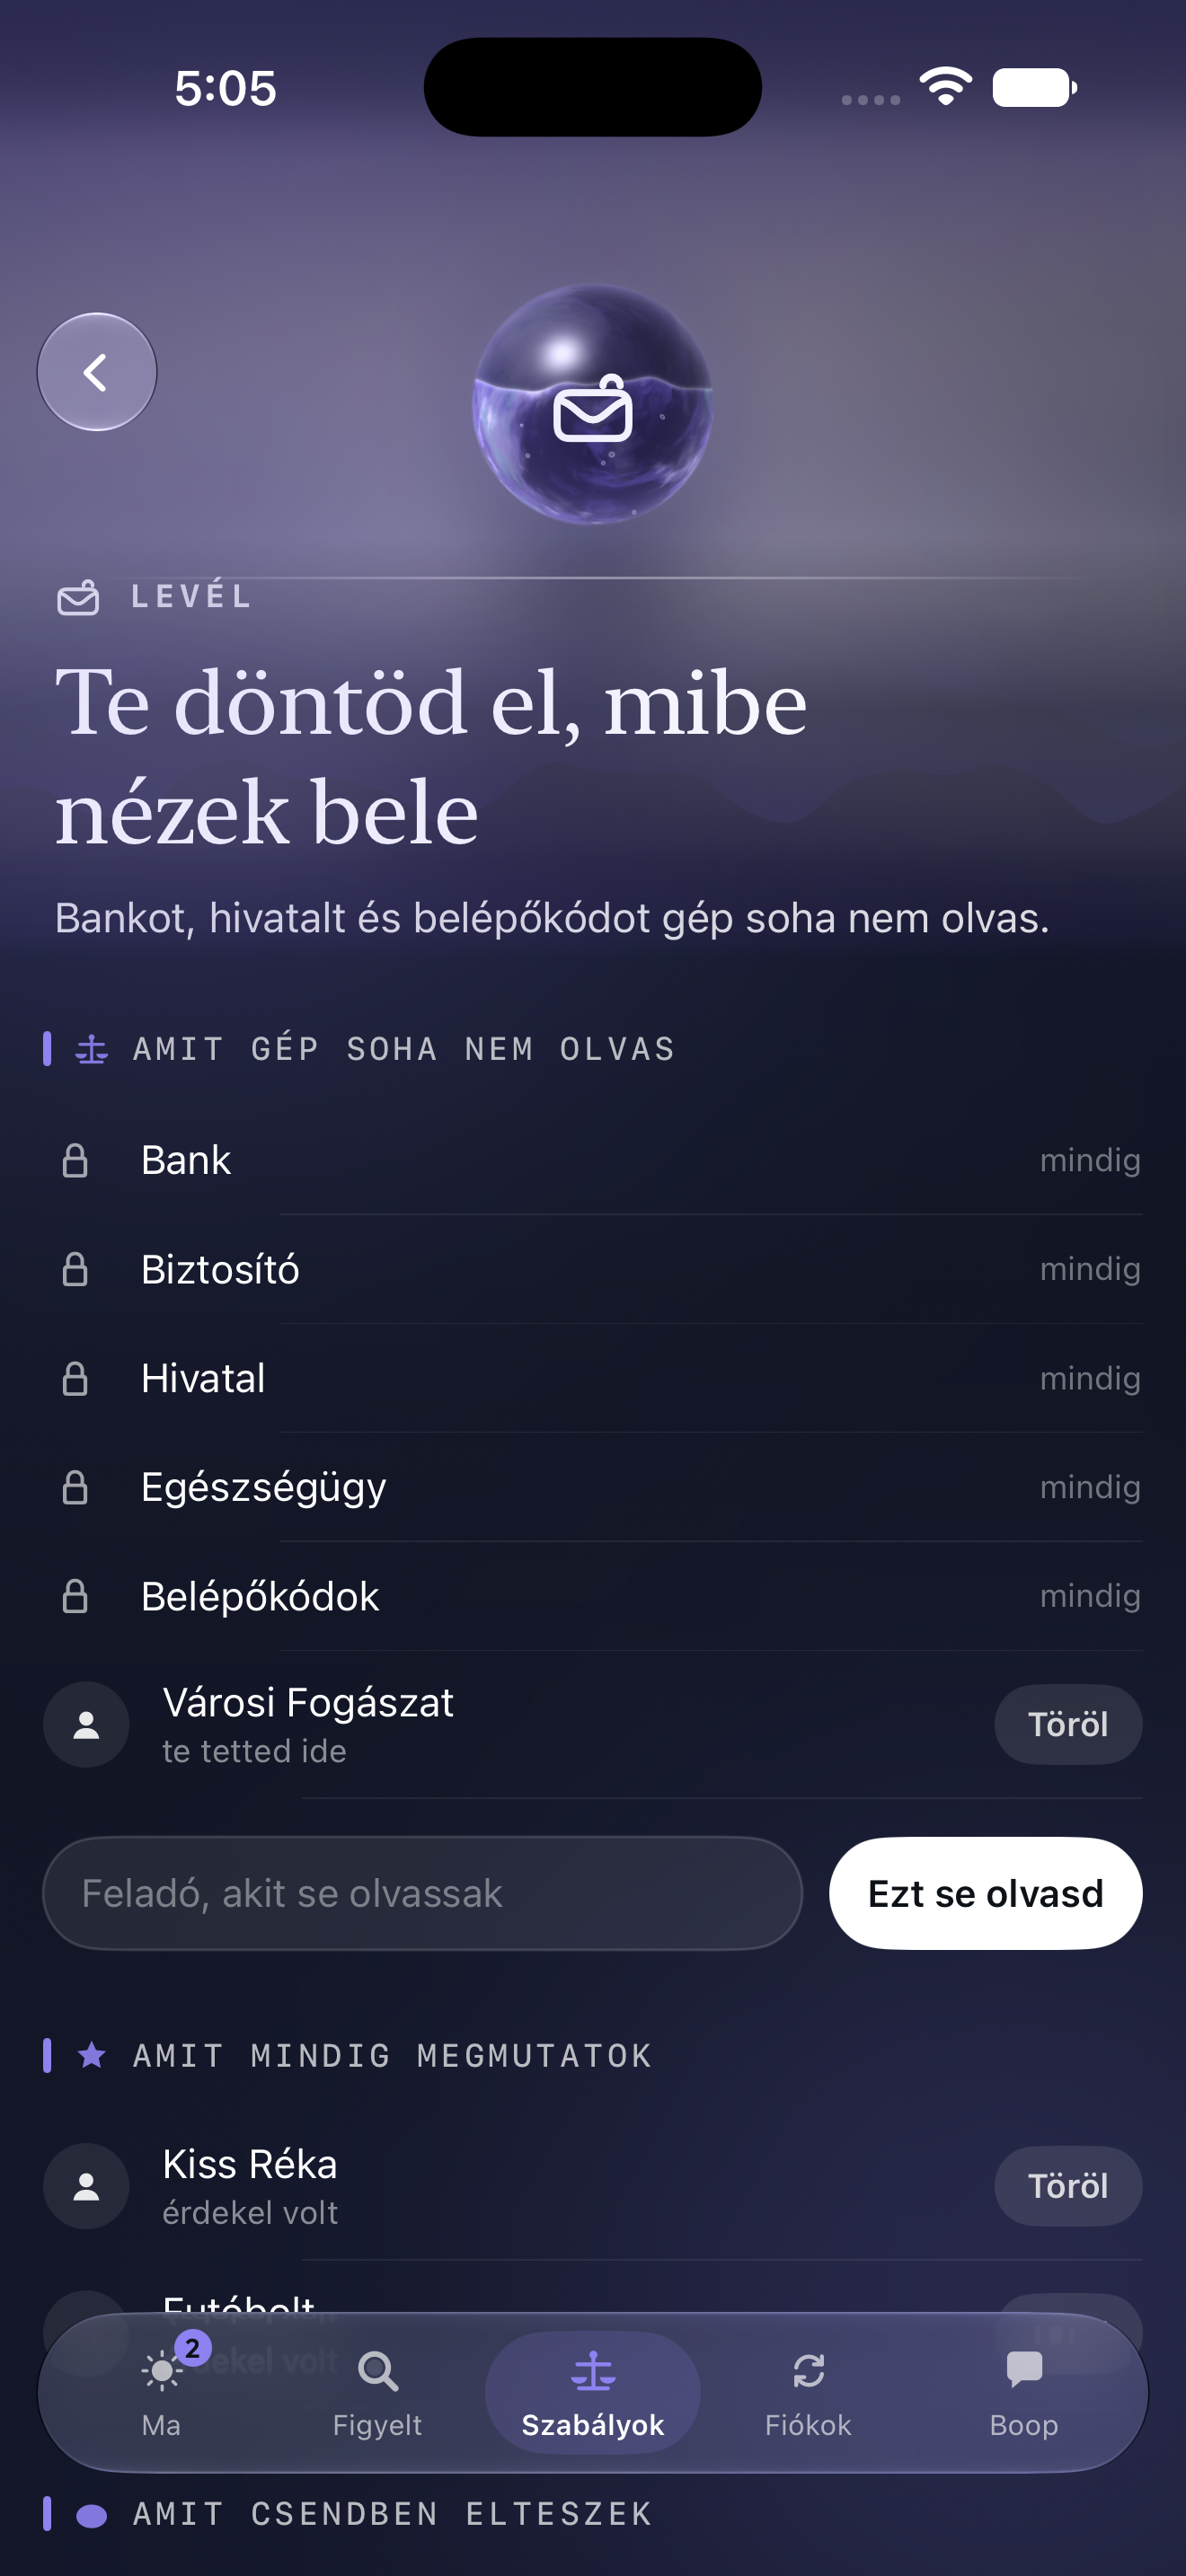 5:05
LEVÉL
Te döntöd el, mibe
nézek bele
Bankot, hivatalt és belépőkódot gép soha nem olvas.
AMIT GÉP SOHA NEM OLVAS
Bank mindig
Biztosító mindig
Hivatal mindig
Egészségügy mindig
Belépőkódok mindig
Városi Fogászat
te tetted ide
Töröl
Feladó, akit se olvassak
Ezt se olvasd
AMIT MINDIG MEGMUTATOK
Kiss Réka
érdekel volt
Töröl
Futóbolt
2
Ma Figyelt Szabályok Fiókok Boop
AMIT CSENDBEN ELTESZEK